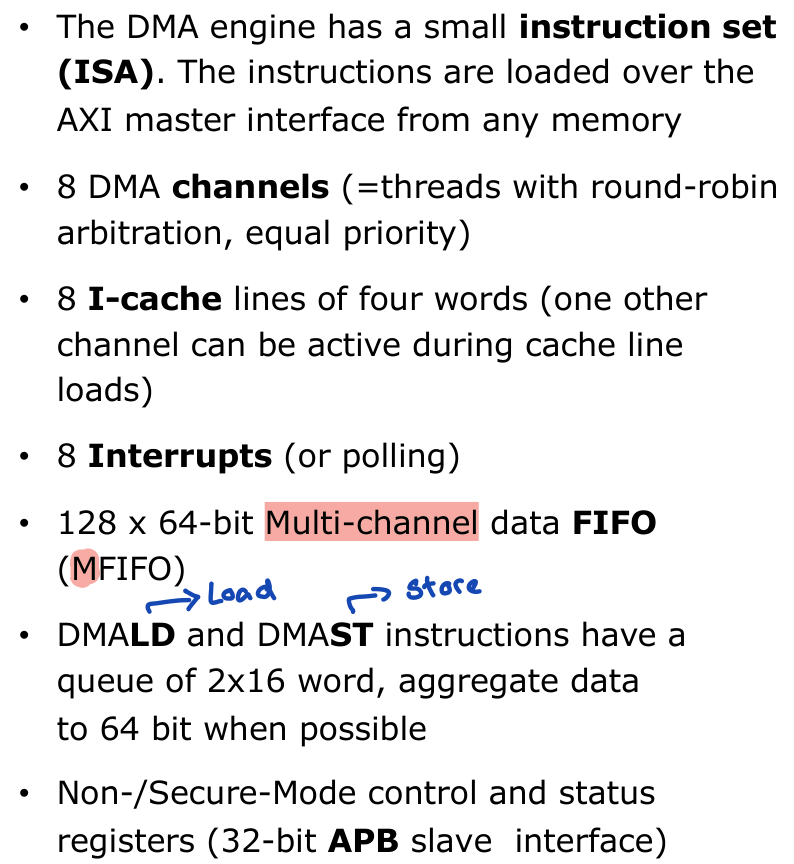 • The DMA engine has a small instruction set
(ISA). The instructions are loaded over the
AXI master interface from any memory
• 8 DMA channels (=threads with round-robin
arbitration, equal priority)
• 8 I-cache lines of four words (one other
channel can be active during cache line
loads)
• 8 Interrupts (or polling)
• 128 x 64-bit Multi-channel data FIFO
(MFIFO)
Load store
• DMALD and DMAST instructions have a
queue of 2x16 word, aggregate data
to 64 bit when possible
• Non-/Secure-Mode control and status
registers (32-bit APB slave interface)